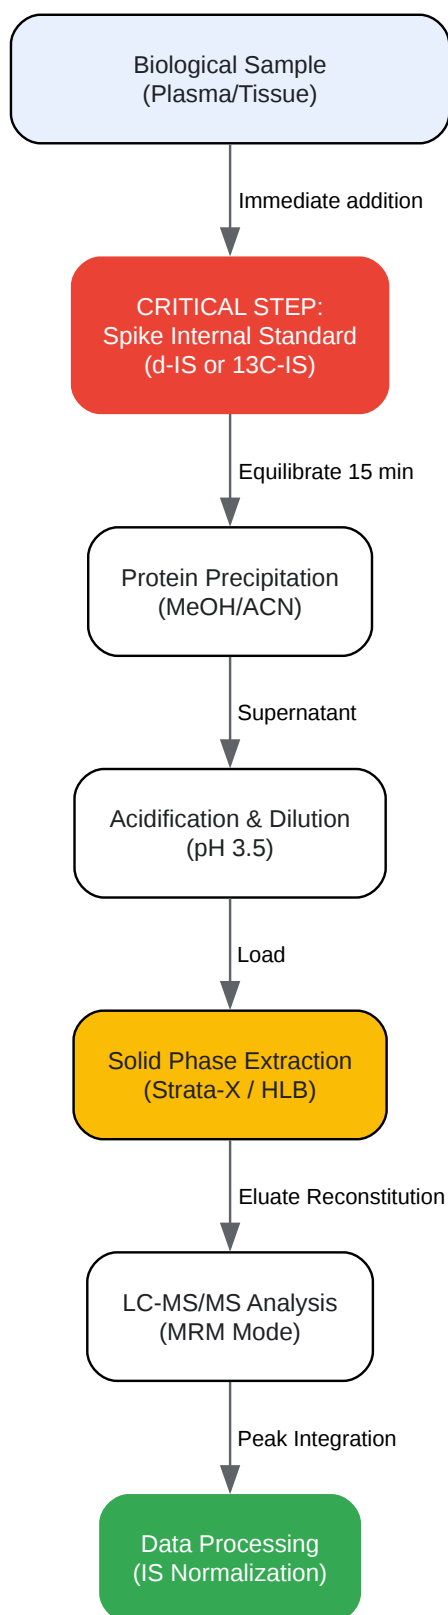 Biological Sample
(Plasma/Tissue)
Immediate addition
CRITICAL STEP:
Spike Internal Standard
(d-IS or 13C-IS)
Equilibrate 15 min
Protein Precipitation
(MeOH/ACN)
Supernatant
Acidification & Dilution
(pH 3.5)
Load
Solid Phase Extraction
(Strata-X / HLB)
Eluate Reconstitution
LC-MS/MS Analysis
(MRM Mode)
Peak Integration
Data Processing
(IS Normalization)